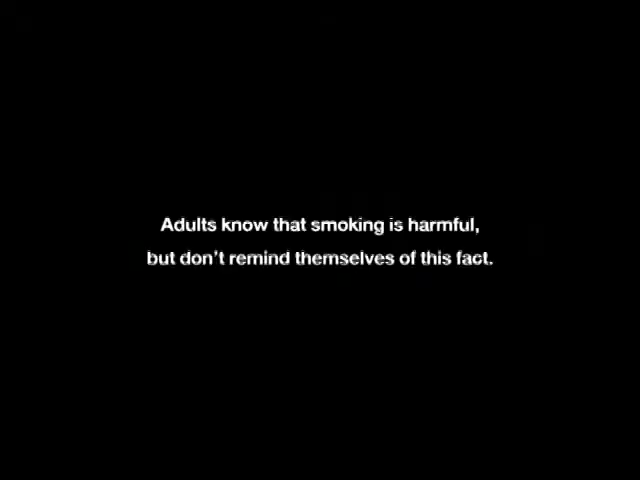 Adults know that smoking is harmful,
but don't remind themselves of this fact.